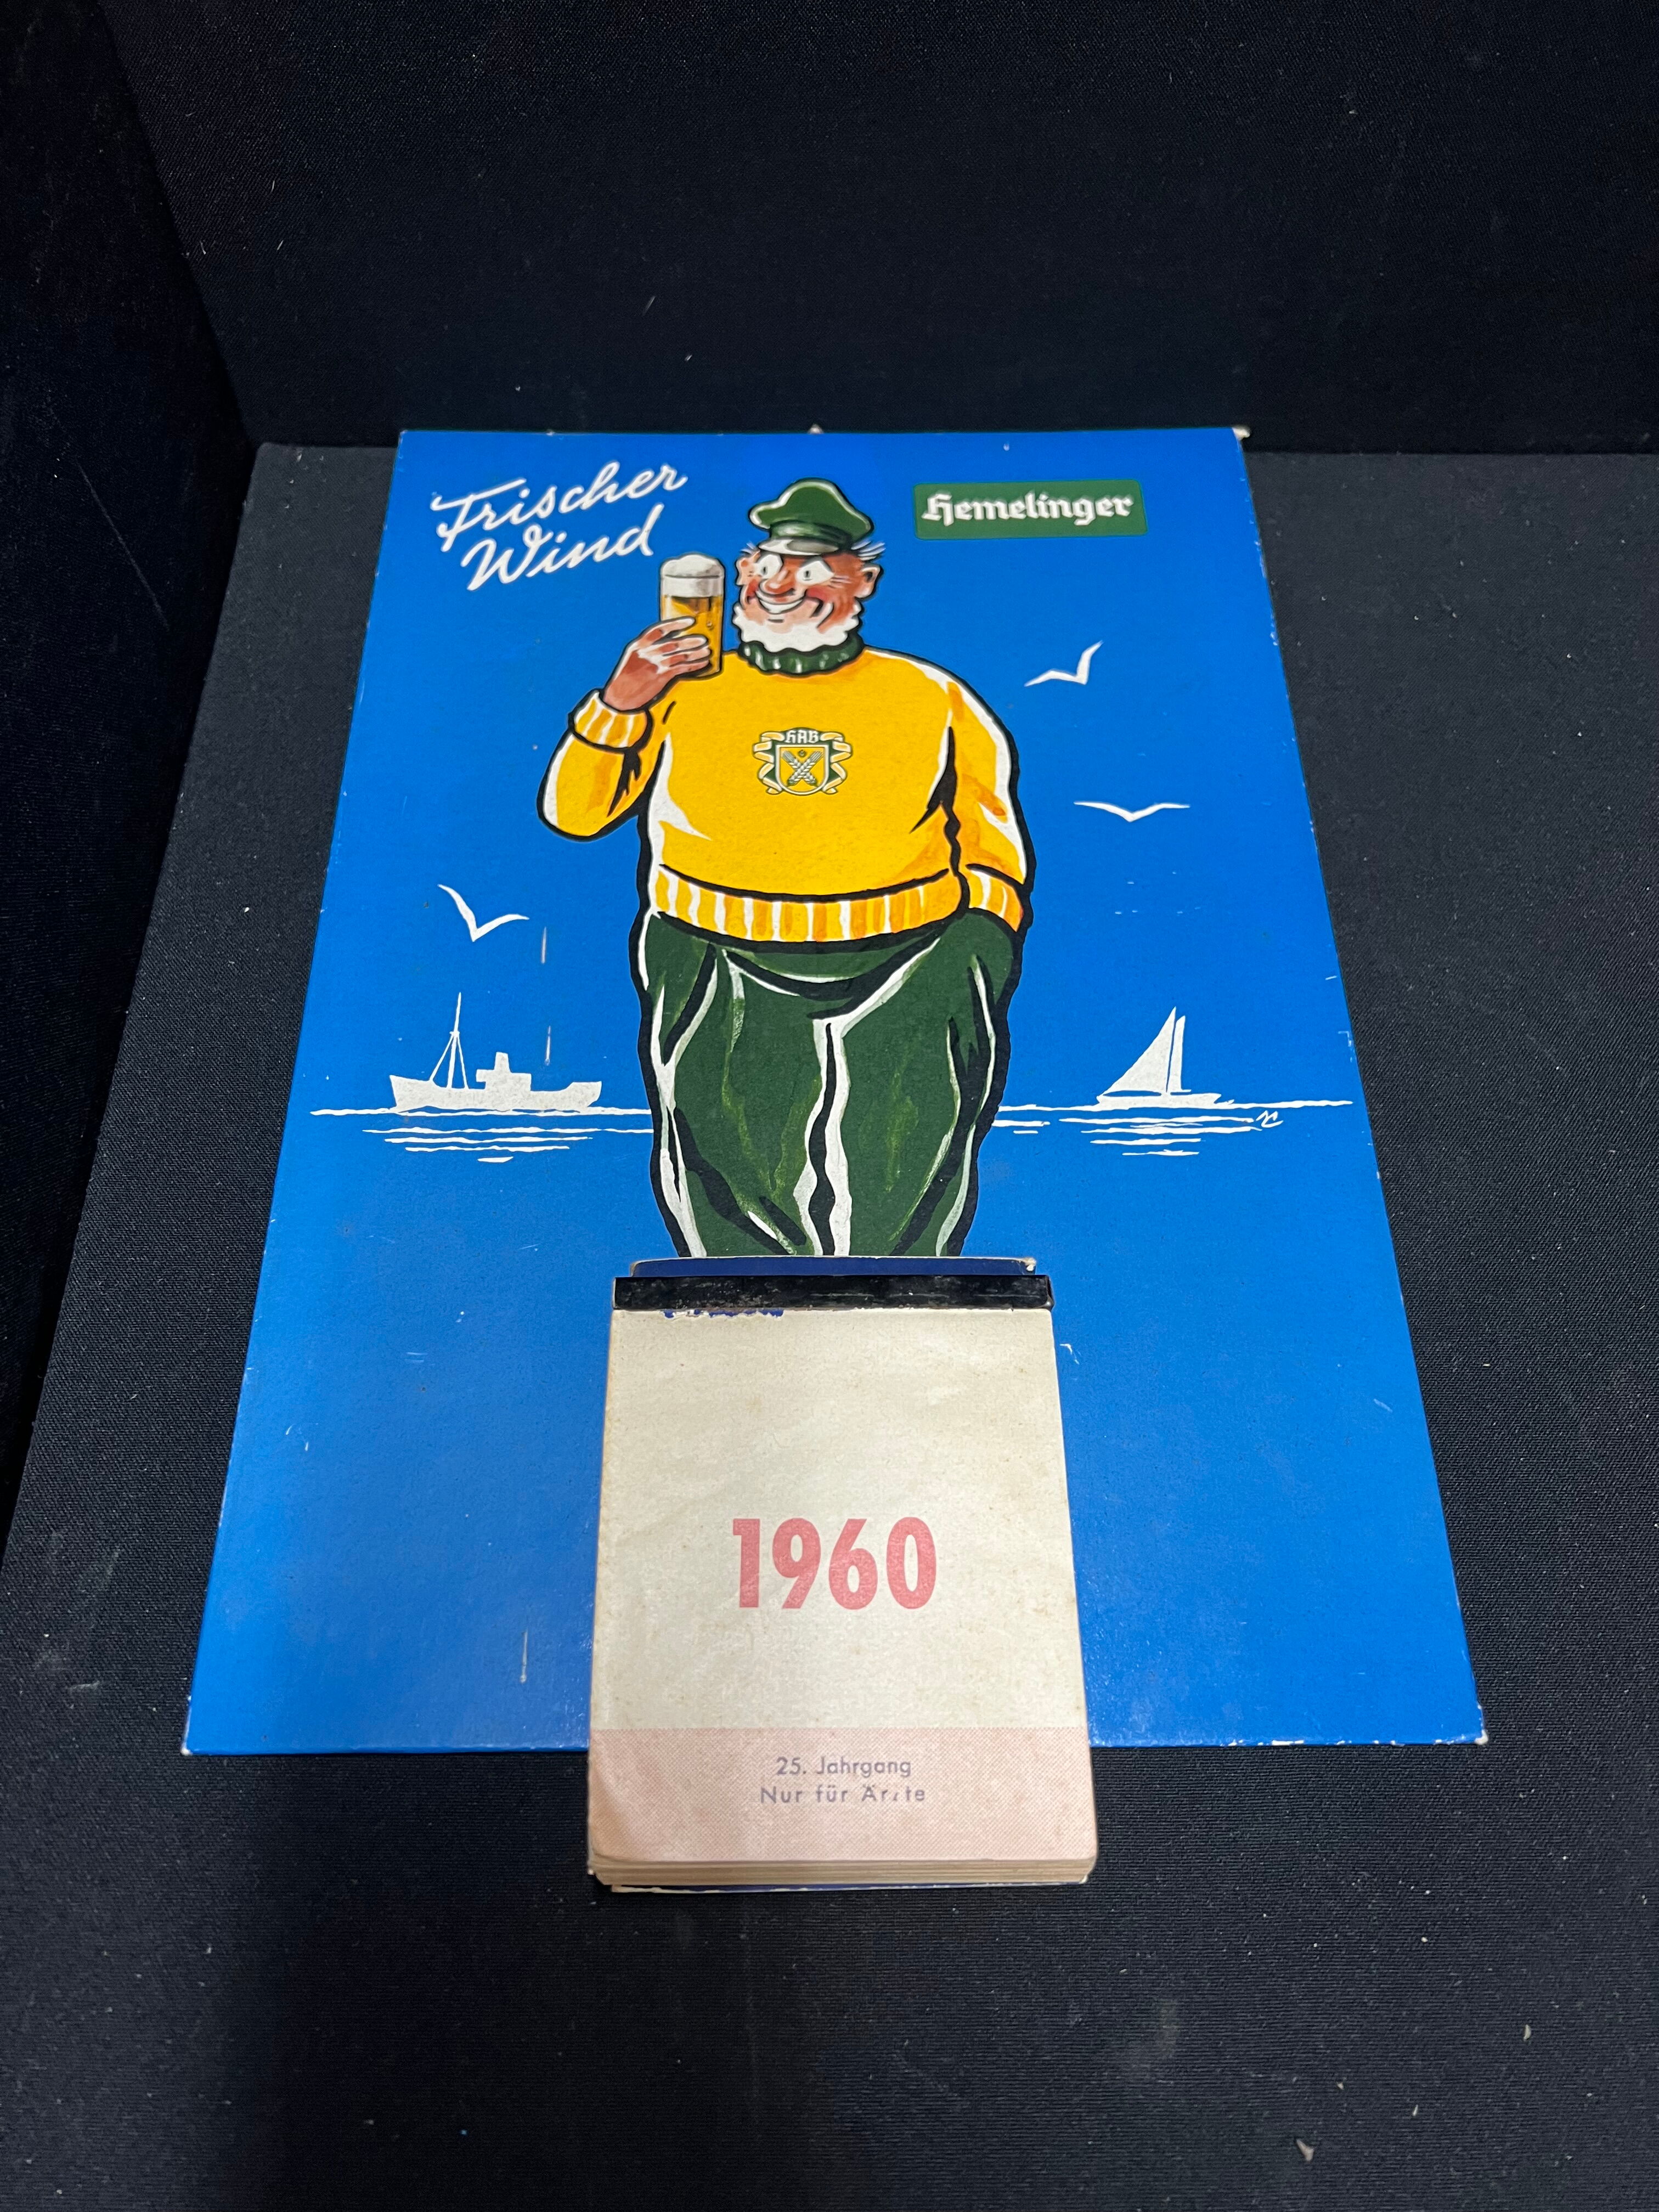 Frischer
Wind
Hemelinger
HAB
1960
25. Jahrgang
Nur für Ärzte